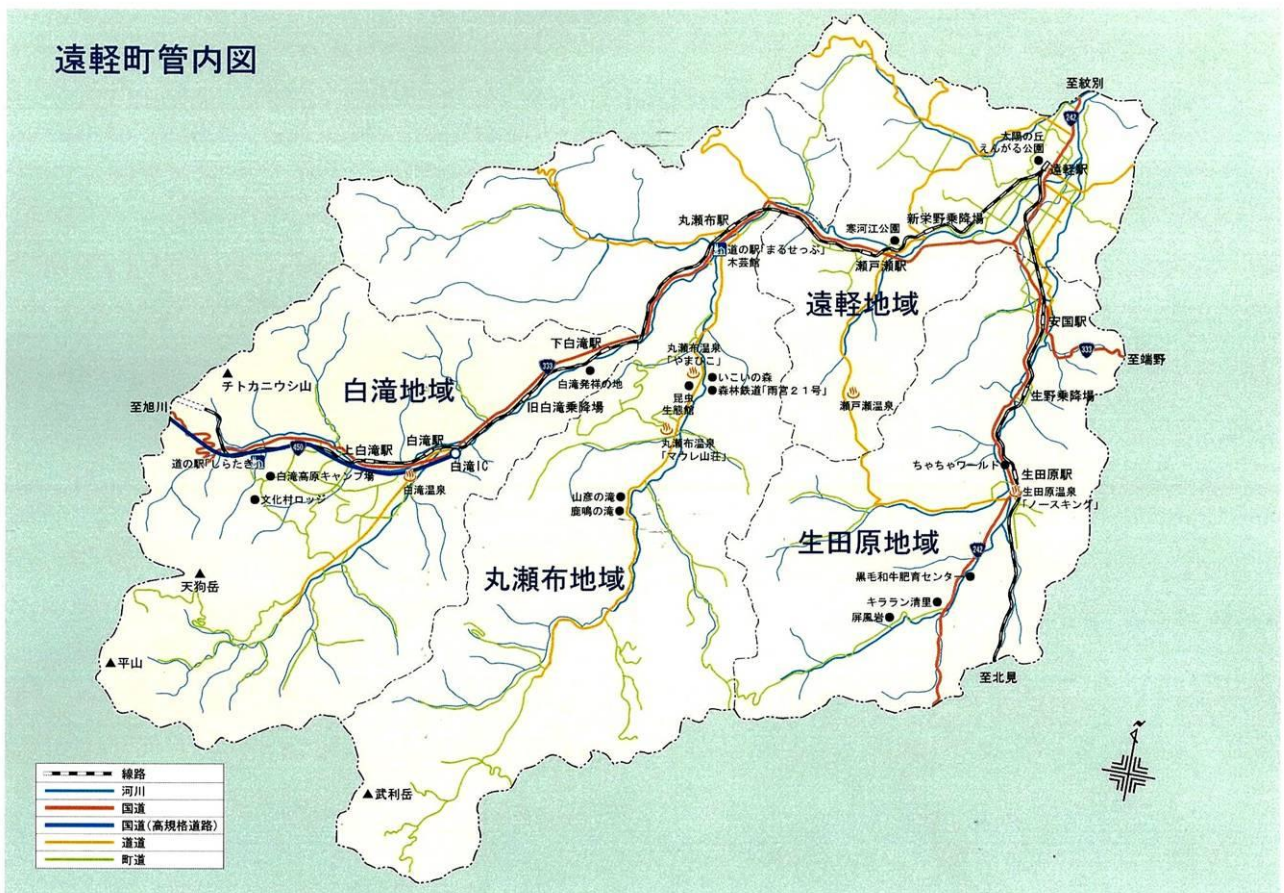 遠軽町管内図
至紋別
242
太陽の丘
えんがる公園
遠軽駅
丸瀬布駅
新栄野乗降場
寒河江公園
道の駅「まるせっぷ」
木芸館
瀬戸瀬駅
遠軽地域
安国駅
333
至端野
下白滝駅
丸瀬布温泉
「やまびこ」
333
白滝発祥の地
いこいの森
森林鉄道「雨宮21号」
昆虫
生態館
チトカニウシ山
白滝地域
至旭川
旧白滝乗降場
瀬戸瀬温泉
生野乗降場
丸瀬布温泉
「マウレ山荘」
白滝駅
上白滝駅
450
白滝IC
道の駅「しらたき」
白滝高原キャンプ場
白滝温泉
文化村ロッジ
ちゃちゃワールド
生田原駅
生田原温泉
「ノースキング」
山彦の滝
鹿鳴の滝
生田原地域
242
丸瀬布地域
黒毛和牛肥育センター
天狗岳
キララン清里
屏風岩
平山
至北見
武利岳
N
線路
河川
国道
国道(高規格道路)
道道
町道